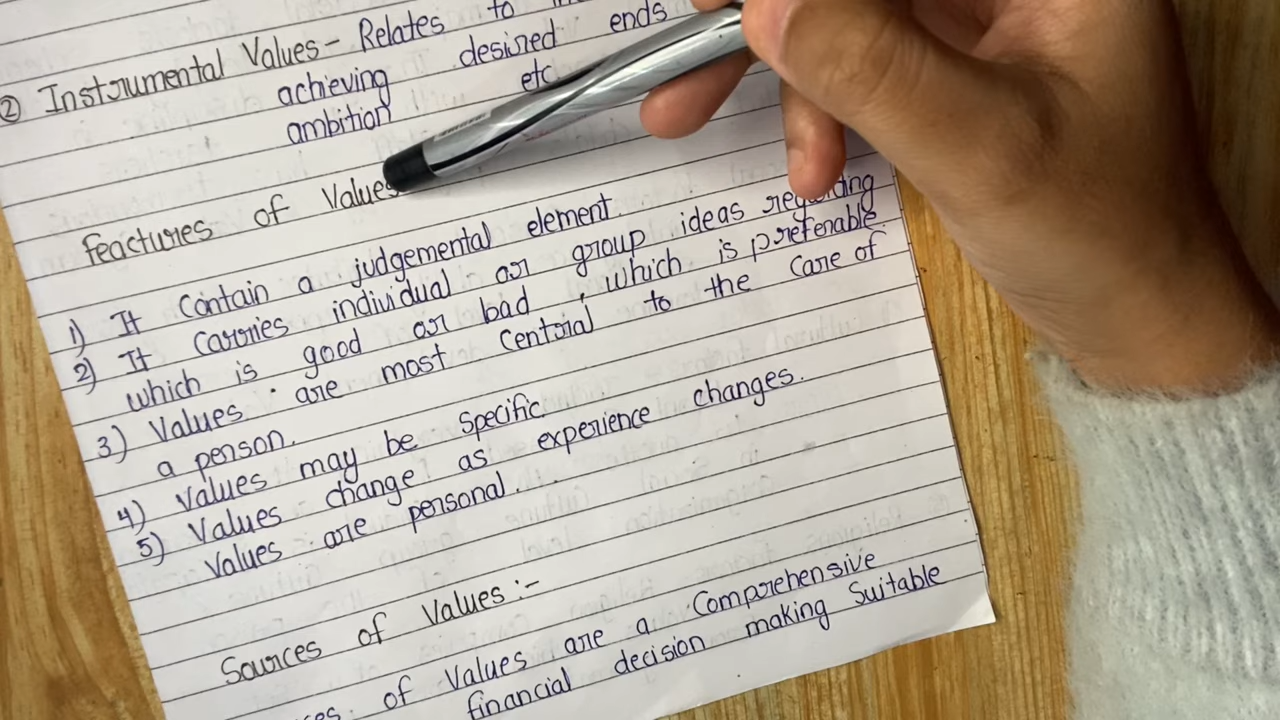 ② Instrumental Values - Relates to
achieving desired ends
ambition etc
Feactures of Values
1) It Contain a judgemental element.
2) It carries individual or group ideas regarding
which is good or bad, which is preferable
3) Values are most central to the Care of
a person.
4) Values may be Specific
5) Values change as experience changes.
Values are personal.
Sources of Values :-
of Values are a Comprehensive
financial decision making Suitable